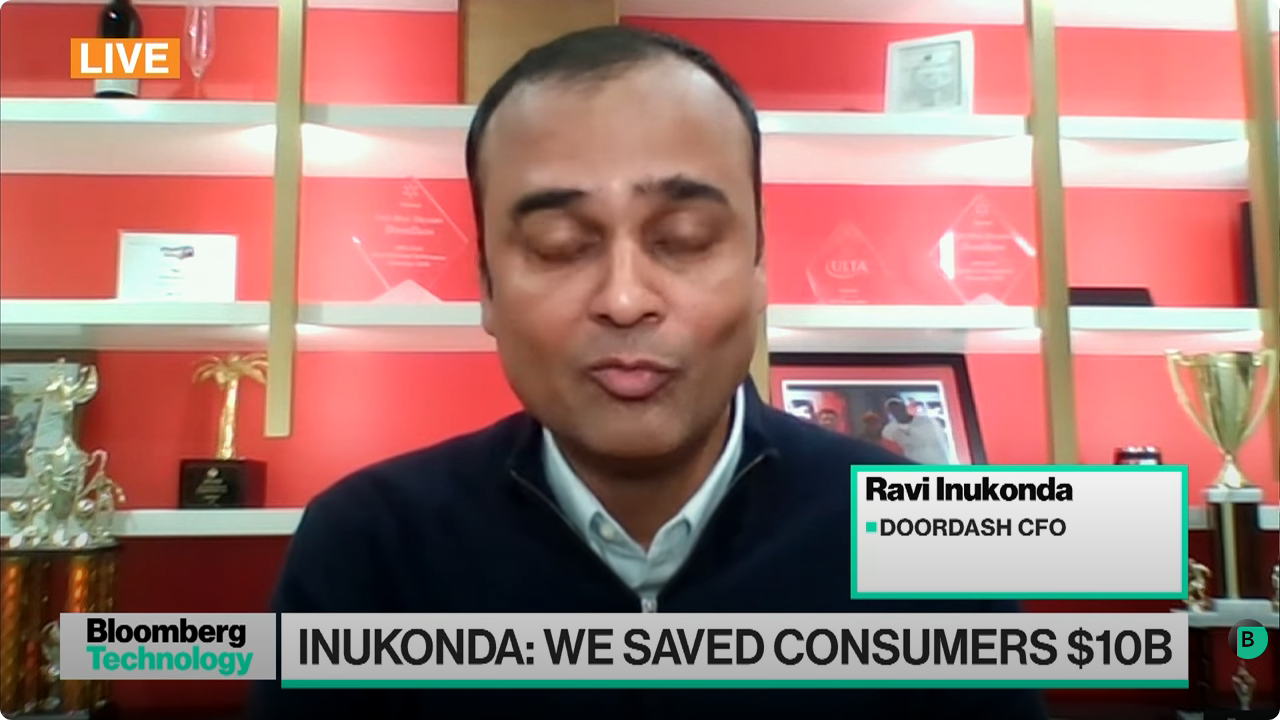 LIVE
ULTA
Ravi Inukonda
DOORDASH CFO
Bloomberg
Technology
INUKONDA: WE SAVED CONSUMERS $10B
B